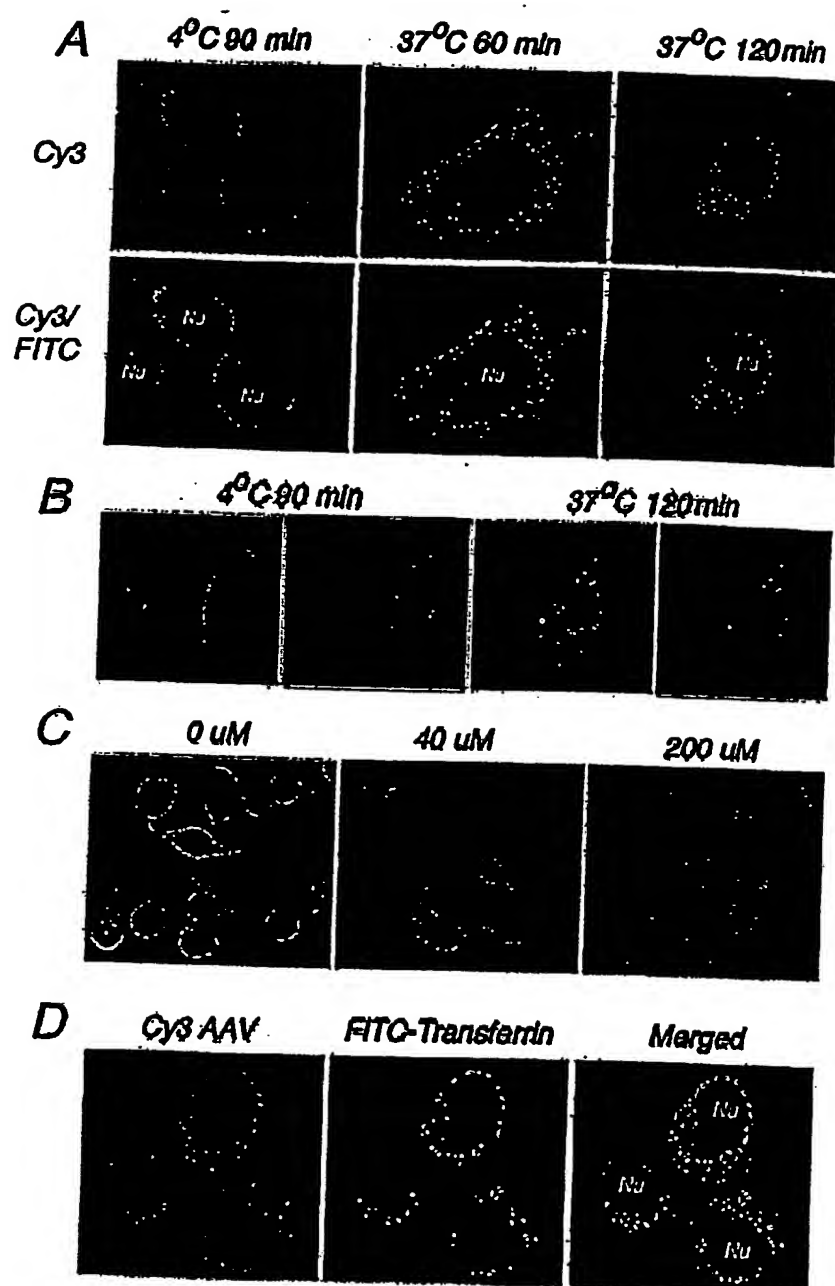 A 4°C 90 min 37°C 60 min 37°C 120min
Cy3
Cy3/
FITC
Nu
Nu
Nu
Nu
Nu
B 4°C 90 min 37°C 120min
C 0 uM 40 uM 200 uM
D Cy3 AAV FITC-Transferrin Merged
Nu
Nu
Nu